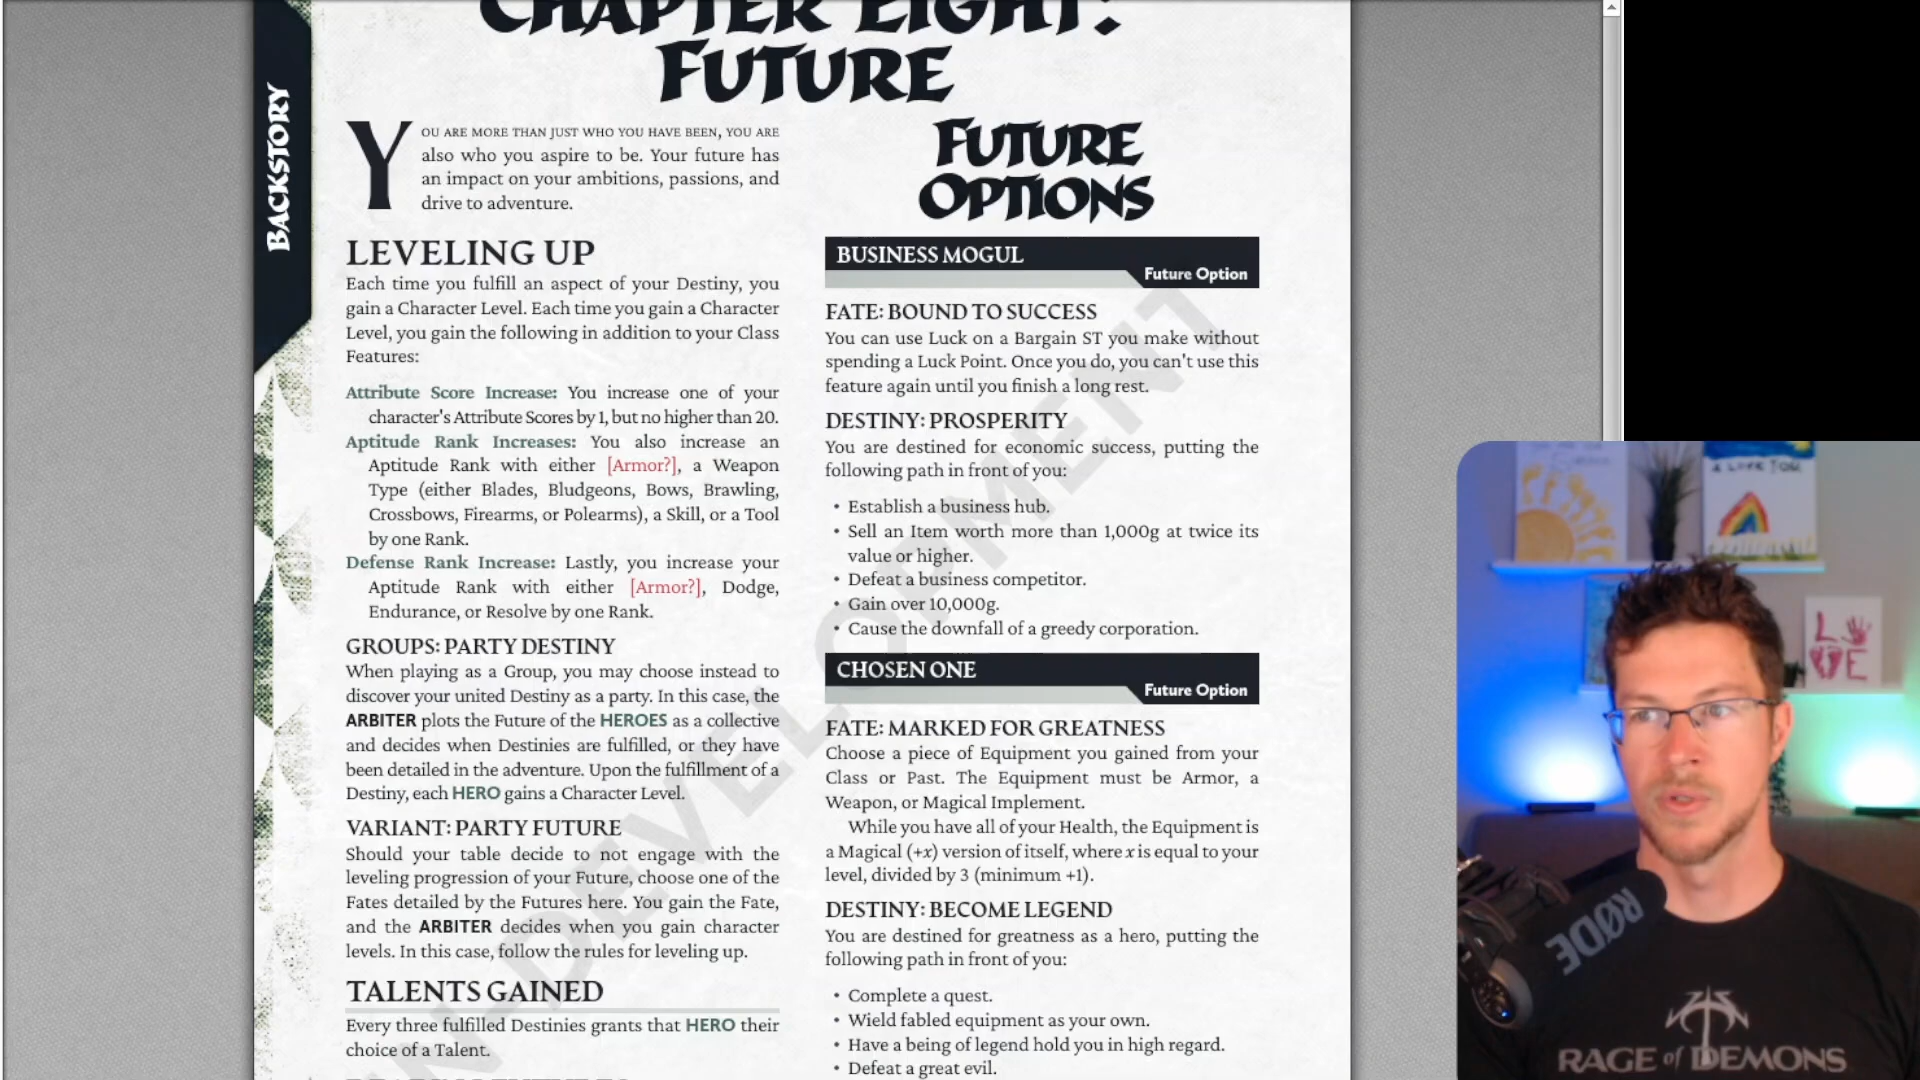 CHAPTER EIGHT:
FUTURE
BACKSTORY
YOU ARE MORE THAN JUST WHO YOU HAVE BEEN, YOU ARE
also who you aspire to be. Your future has
an impact on your ambitions, passions, and
drive to adventure.
LEVELING UP
Each time you fulfill an aspect of your Destiny, you
gain a Character Level. Each time you gain a Character
Level, you gain the following in addition to your Class
Features:
Attribute Score Increase: You increase one of your
character's Attribute Scores by 1, but no higher than 20.
Aptitude Rank Increases: You also increase an
Aptitude Rank with either [Armor?], a Weapon
Type (either Blades, Bludgeons, Bows, Brawling,
Crossbows, Firearms, or Polearms), a Skill, or a Tool
by one Rank.
Defense Rank Increase: Lastly, you increase your
Aptitude Rank with either [Armor?], Dodge,
Endurance, or Resolve by one Rank.
GROUPS: PARTY DESTINY
When playing as a Group, you may choose instead to
discover your united Destiny as a party. In this case, the
ARBITER plots the Future of the HEROES as a collective
and decides when Destinies are fulfilled, or they have
been detailed in the adventure. Upon the fulfillment of a
Destiny, each HERO gains a Character Level.
VARIANT: PARTY FUTURE
Should your table decide to not engage with the
leveling progression of your Future, choose one of the
Fates detailed by the Futures here. You gain the Fate,
and the ARBITER decides when you gain character
levels. In this case, follow the rules for leveling up.
TALENTS GAINED
Every three fulfilled Destinies grants that HERO their
choice of a Talent.
FUTURE
OPTIONS
BUSINESS MOGUL
Future Option
FATE: BOUND TO SUCCESS
You can use Luck on a Bargain ST you make without
spending a Luck Point. Once you do, you can't use this
feature again until you finish a long rest.
DESTINY: PROSPERITY
You are destined for economic success, putting the
following path in front of you:
• Establish a business hub.
• Sell an Item worth more than 1,000g at twice its
value or higher.
• Defeat a business competitor.
• Gain over 10,000g.
• Cause the downfall of a greedy corporation.
CHOSEN ONE
Future Option
FATE: MARKED FOR GREATNESS
Choose a piece of Equipment you gained from your
Class or Past. The Equipment must be Armor, a
Weapon, or Magical Implement.
While you have all of your Health, the Equipment is
a Magical (+x) version of itself, where x is equal to your
level, divided by 3 (minimum +1).
DESTINY: BECOME LEGEND
You are destined for greatness as a hero, putting the
following path in front of you:
• Complete a quest.
• Wield fabled equipment as your own.
• Have a being of legend hold you in high regard.
• Defeat a great evil.
IN DEVELOPMENT
I LOVE YOU
L VE
RØDE
RAGE of DEMONS